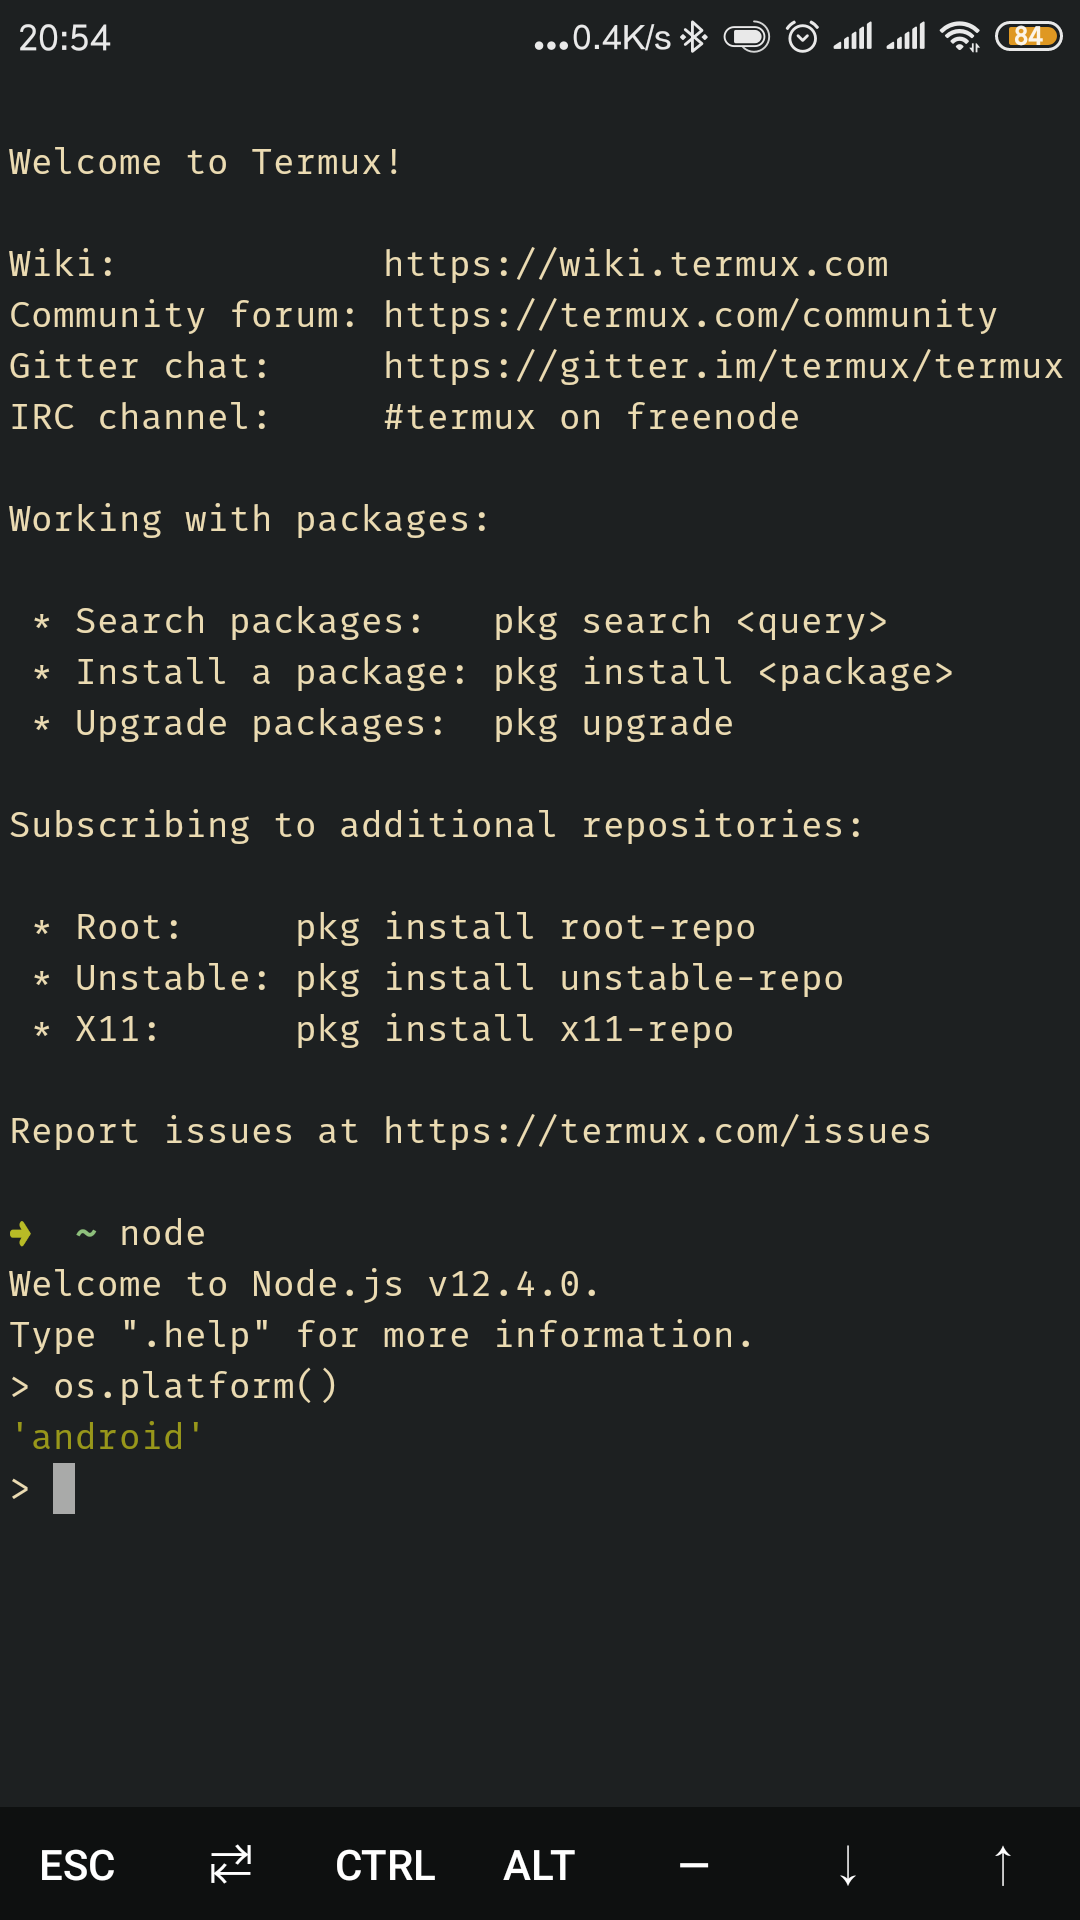 20:54 ...0.4K/s 84
Welcome to Termux!
Wiki: https://wiki.termux.com
Community forum: https://termux.com/community
Gitter chat: https://gitter.im/termux/termux
IRC channel: #termux on freenode
Working with packages:
* Search packages: pkg search <query>
* Install a package: pkg install <package>
* Upgrade packages: pkg upgrade
Subscribing to additional repositories:
* Root: pkg install root-repo
* Unstable: pkg install unstable-repo
* X11: pkg install x11-repo
Report issues at https://termux.com/issues
➜ ~ node
Welcome to Node.js v12.4.0.
Type ".help" for more information.
> os.platform()
'android'
>
ESC CTRL ALT — ↓ ↑